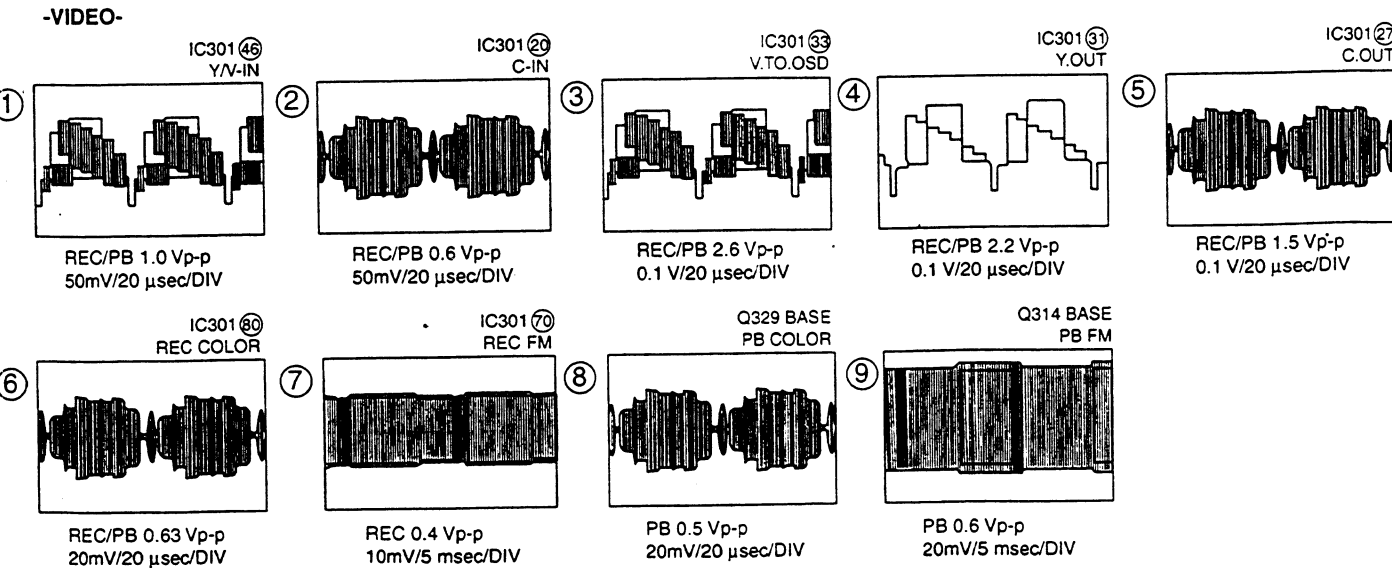 -VIDEO-
① IC301 ㊻
Y/V-IN
REC/PB 1.0 Vp-p
50mV/20 μsec/DIV
② IC301 ⑳
C-IN
REC/PB 0.6 Vp-p
50mV/20 μsec/DIV
③ IC301 ㉝
V.TO.OSD
REC/PB 2.6 Vp-p
0.1 V/20 μsec/DIV
④ IC301 ㉛
Y.OUT
REC/PB 2.2 Vp-p
0.1 V/20 μsec/DIV
⑤ IC301 ㉗
C.OUT
REC/PB 1.5 Vp-p
0.1 V/20 μsec/DIV
⑥ IC301 (80)
REC COLOR
REC/PB 0.63 Vp-p
20mV/20 μsec/DIV
⑦ IC301 (70)
REC FM
REC 0.4 Vp-p
10mV/5 msec/DIV
⑧ Q329 BASE
PB COLOR
PB 0.5 Vp-p
20mV/20 μsec/DIV
⑨ Q314 BASE
PB FM
PB 0.6 Vp-p
20mV/5 msec/DIV